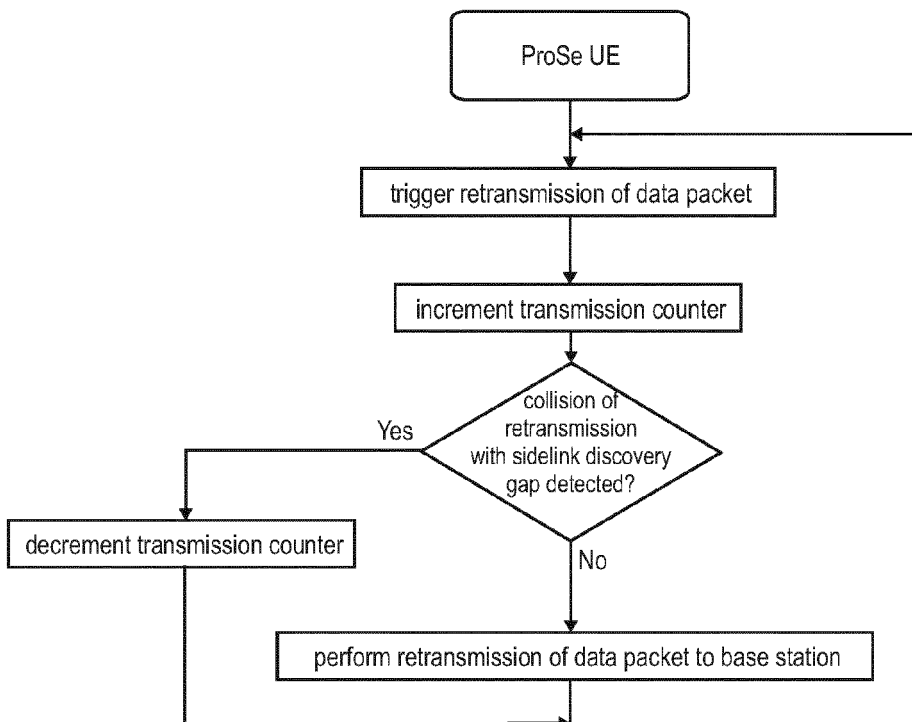 ProSe UE
trigger retransmission of data packet
increment transmission counter
collision of
retransmission
with sidelink discovery
gap detected?
Yes
decrement transmission counter
No
perform retransmission of data packet to base station